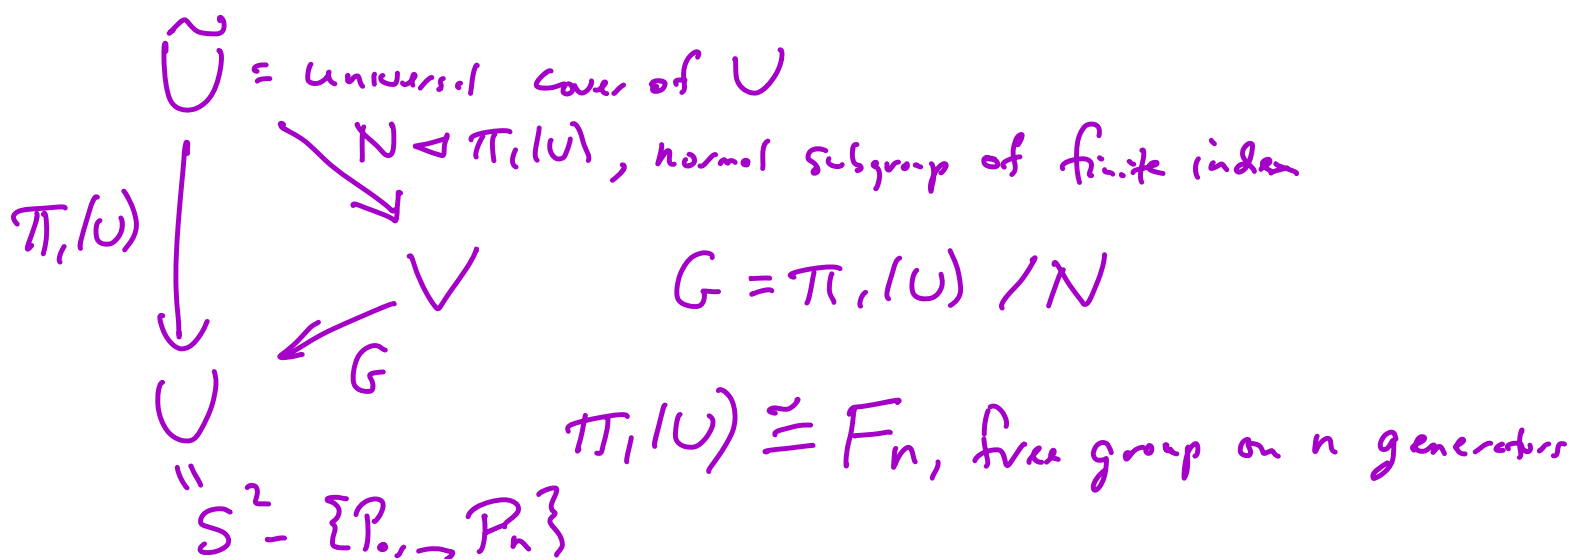 Ũ = universal cover of U
N ⊲ π₁(U), normal subgroup of finite index
π₁(U)
V
G = π₁(U) / N
G
U
π₁(U) ≅ Fₙ, free group on n generators
"
S² - {P₀, _, Pₙ}